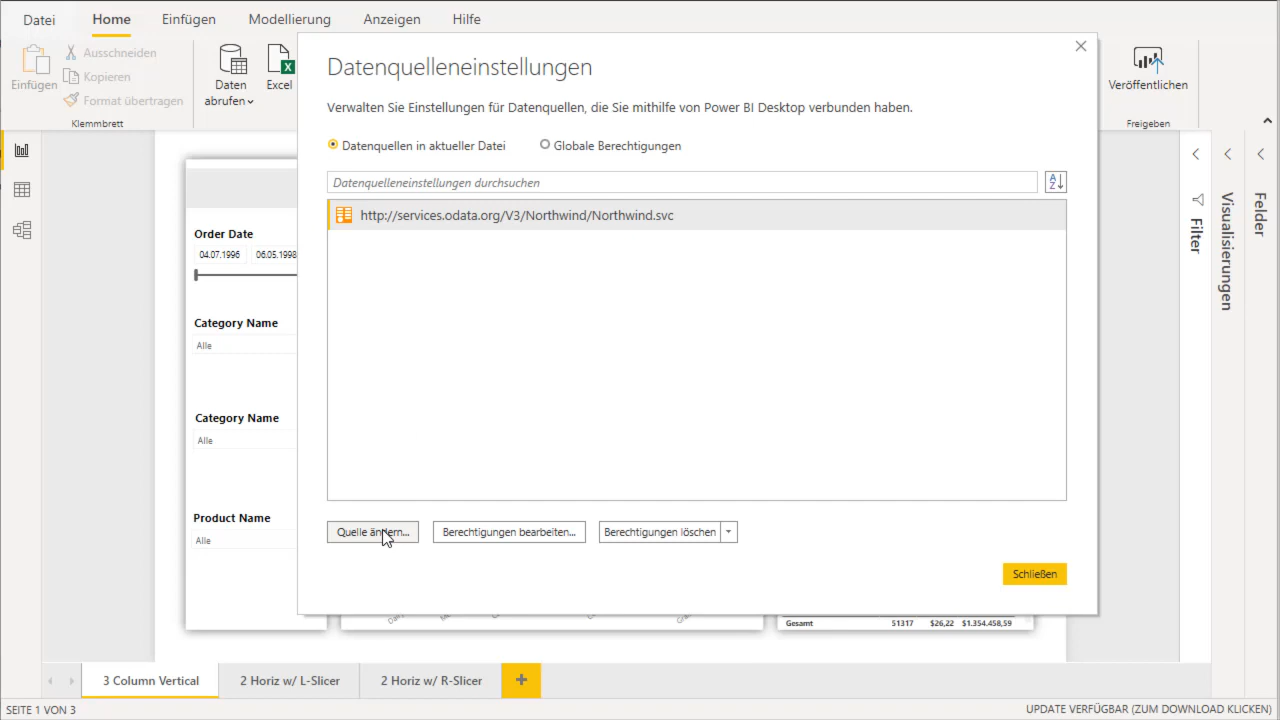 Datei Home Einfügen Modellierung Anzeigen Hilfe
Einfügen
Ausschneiden
Kopieren
Format übertragen
Klemmbrett
Daten
abrufen
Excel
Veröffentlichen
Freigeben
Datenquelleneinstellungen
Verwalten Sie Einstellungen für Datenquellen, die Sie mithilfe von Power BI Desktop verbunden haben.
Datenquellen in aktueller Datei Globale Berechtigungen
Datenquelleneinstellungen durchsuchen
http://services.odata.org/V3/Northwind/Northwind.svc
Quelle ändern... Berechtigungen bearbeiten... Berechtigungen löschen
Schließen
Order Date
04.07.1996 06.05.1998
Category Name
Alle
Category Name
Alle
Product Name
Alle
Gesamt 51317 $26,22 $1.354.458,59
Filter
Visualisierungen
Felder
3 Column Vertical 2 Horiz w/ L-Slicer 2 Horiz w/ R-Slicer +
SEITE 1 VON 3 UPDATE VERFÜGBAR (ZUM DOWNLOAD KLICKEN)